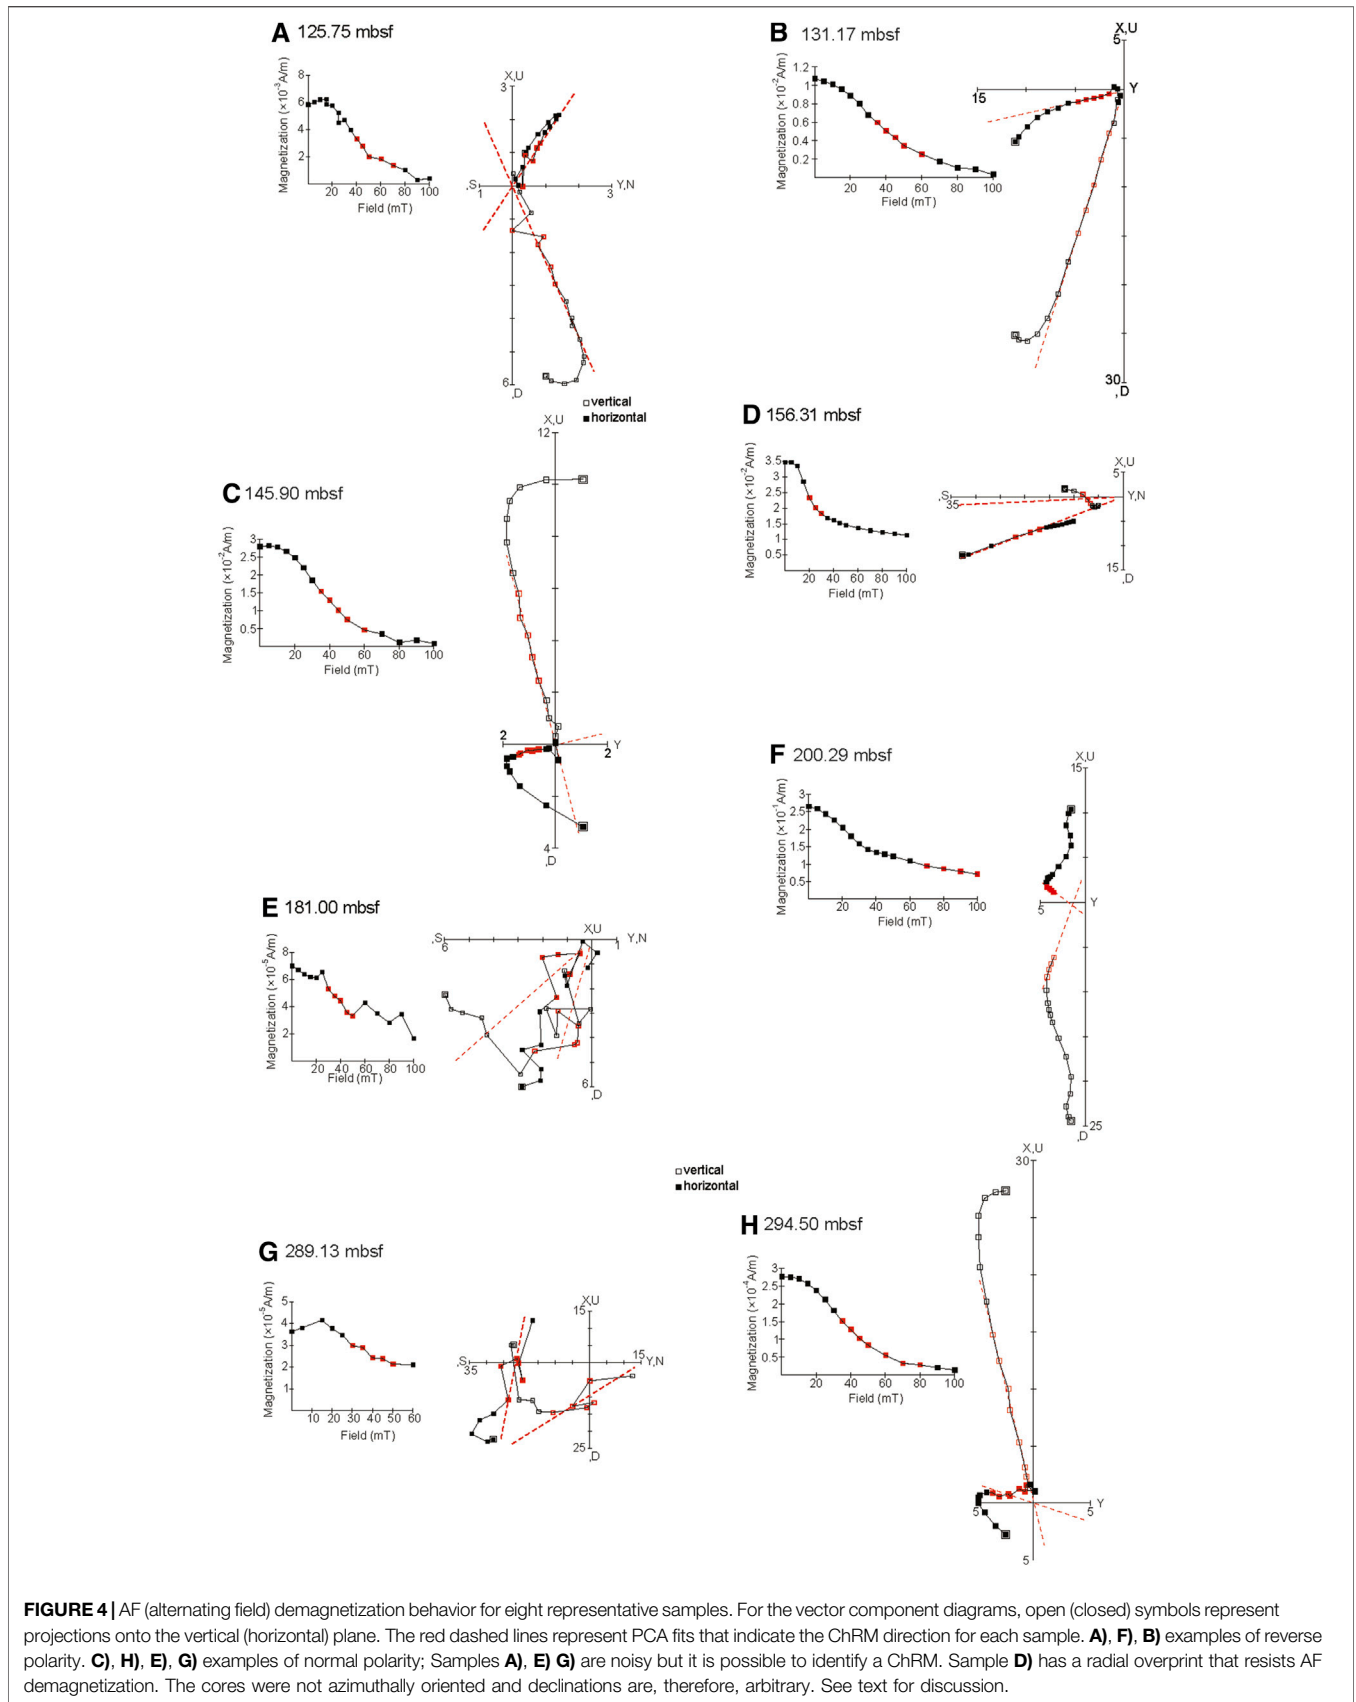 A 125.75 mbsf
Magnetization (×10⁻³A/m)
8
6
4
2
20 40 60 80 100
Field (mT)
X,U
3
,S
1
Y,N
3
6
,D
B 131.17 mbsf
Magnetization (×10⁻²A/m)
1.2
1
0.8
0.6
0.4
0.2
20 40 60 80 100
Field (mT)
X,U
5
15
Y
30
,D
□vertical
■horizontal
C 145.90 mbsf
Magnetization (×10⁻²A/m)
3
2.5
2
1.5
1
0.5
20 40 60 80 100
Field (mT)
X,U
12
2
Y
2
4
,D
D 156.31 mbsf
Magnetization (×10⁻²A/m)
3.5
3
2.5
2
1.5
1
0.5
20 40 60 80 100
Field (mT)
X,U
5
,S
35
Y,N
15
,D
E 181.00 mbsf
Magnetization (×10⁻⁵A/m)
8
6
4
2
20 40 60 80 100
Field (mT)
,S
6
X,U
Y,N
1
6
,D
F 200.29 mbsf
Magnetization (×10⁻¹A/m)
3
2.5
2
1.5
1
0.5
20 40 60 80 100
Field (mT)
X,U
15
5
Y
25
,D
□vertical
■horizontal
G 289.13 mbsf
Magnetization (×10⁻⁵A/m)
5
4
3
2
1
10 20 30 40 50 60
Field (mT)
X,U
15
,S
35
15
Y,N
25
,D
H 294.50 mbsf
Magnetization (×10⁻⁴A/m)
3
2.5
2
1.5
1
0.5
20 40 60 80 100
Field (mT)
X,U
30
5
Y
5
5
FIGURE 4 | AF (alternating field) demagnetization behavior for eight representative samples. For the vector component diagrams, open (closed) symbols represent
projections onto the vertical (horizontal) plane. The red dashed lines represent PCA fits that indicate the ChRM direction for each sample. A), F), B) examples of reverse
polarity. C), H), E), G) examples of normal polarity; Samples A), E) G) are noisy but it is possible to identify a ChRM. Sample D) has a radial overprint that resists AF
demagnetization. The cores were not azimuthally oriented and declinations are, therefore, arbitrary. See text for discussion.